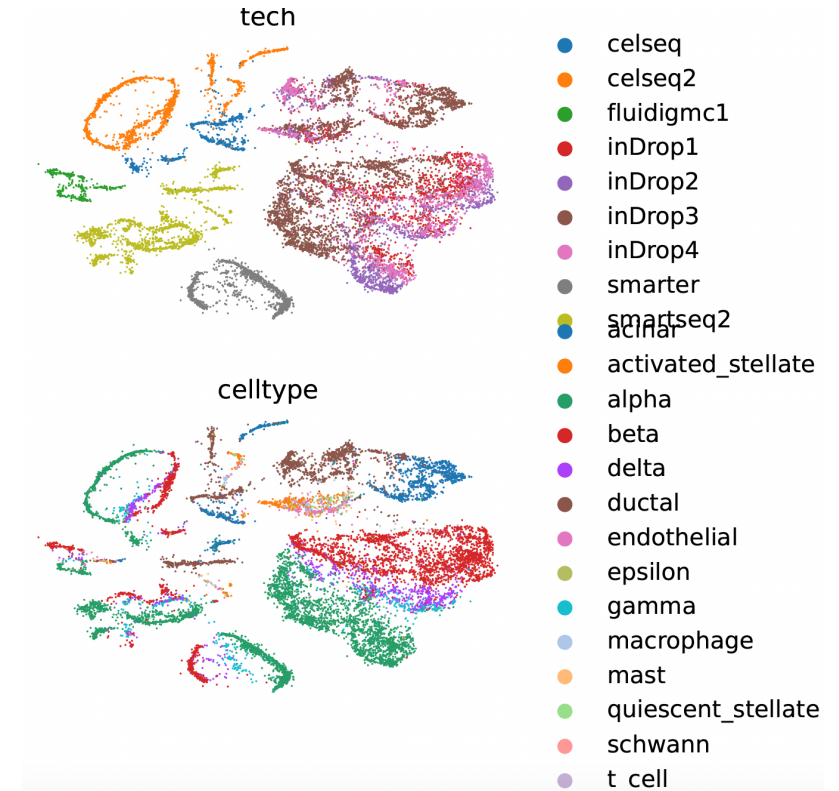 tech
celseq
celseq2
fluidigmc1
inDrop1
inDrop2
inDrop3
inDrop4
smarter
smartseq2
acinar
activated_stellate
alpha
beta
celltype
delta
ductal
endothelial
epsilon
gamma
macrophage
mast
quiescent_stellate
schwann
t_cell